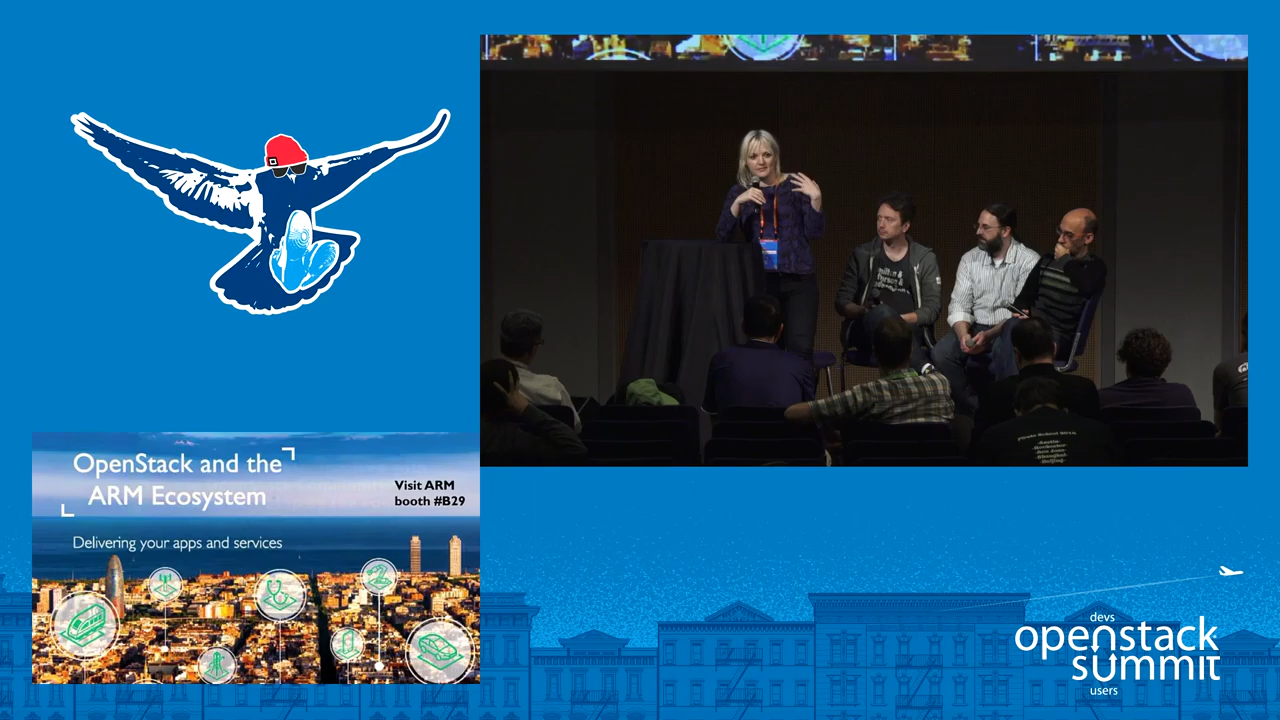 OpenStack and the
ARM Ecosystem
Visit ARM
booth #B29
Delivering your apps and services
devs
openstack
summit
users